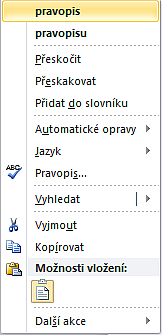 pravopis
pravopisu
Přeskočit
Přeskakovat
Přidat do slovníku
Automatické opravy
Jazyk
Pravopis...
Vyhledat
Vyjmout
Kopírovat
Možnosti vložení:
Další akce